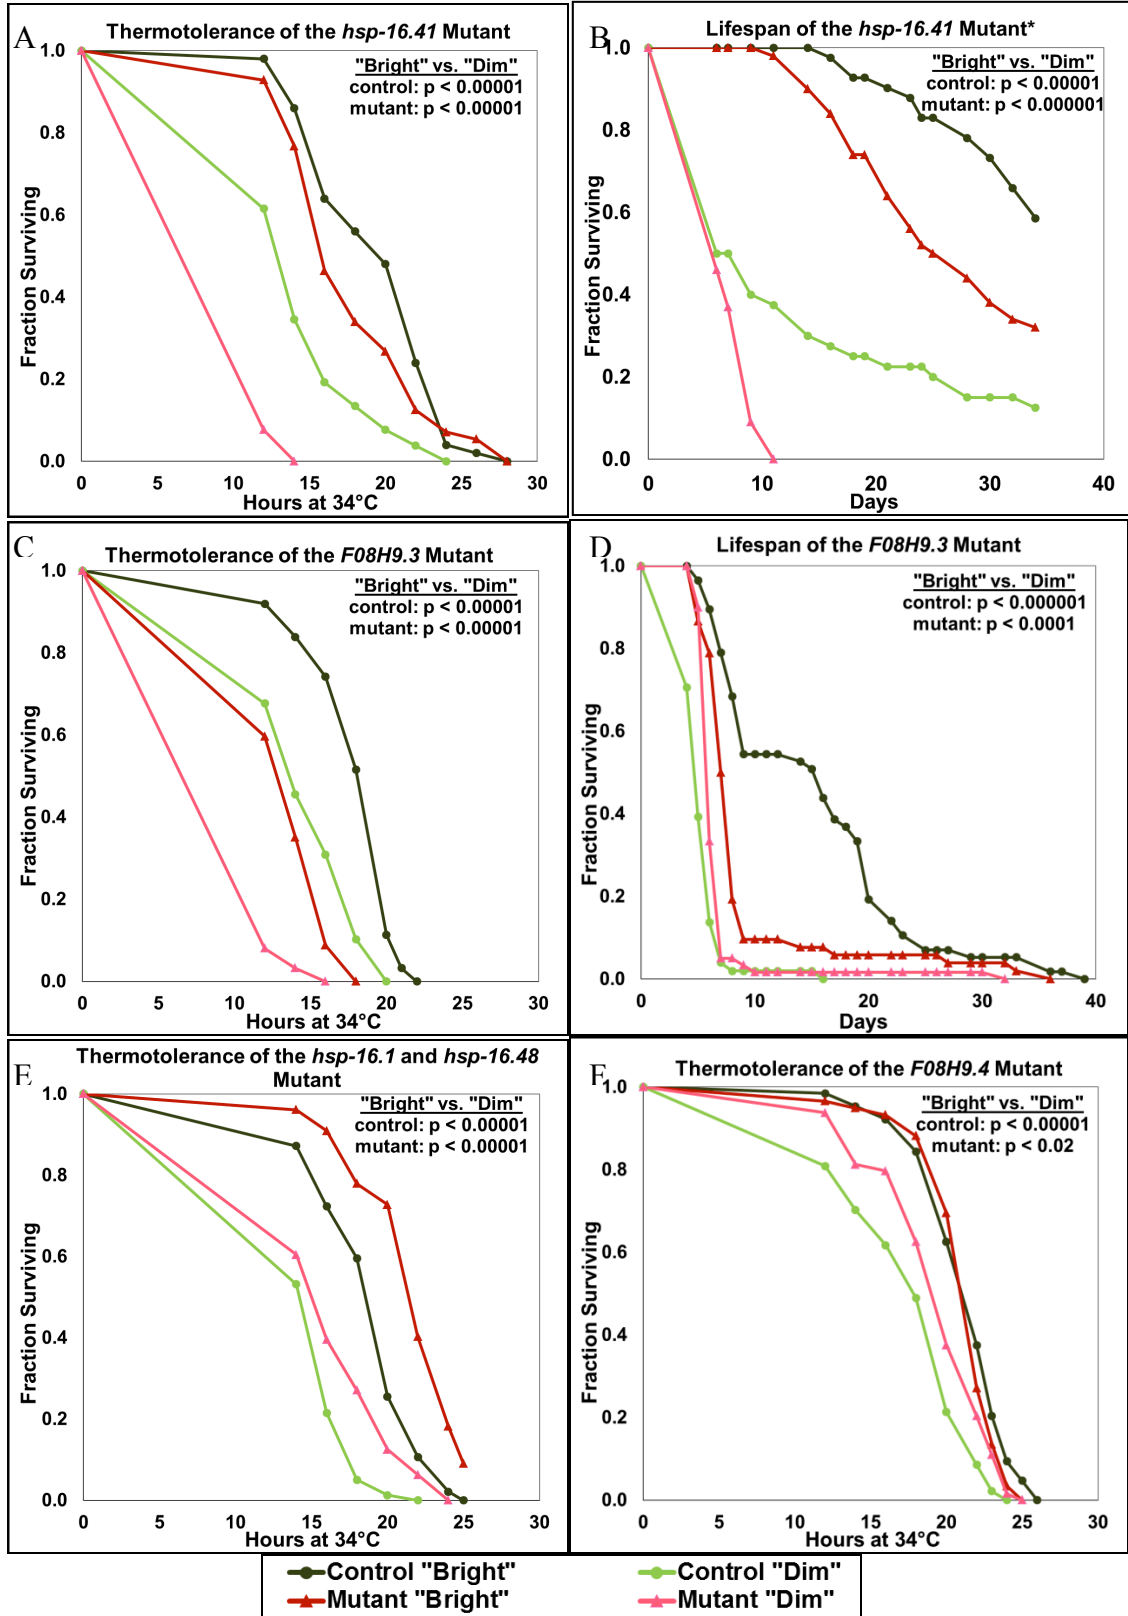 A
Thermotolerance of the hsp-16.41 Mutant
"Bright" vs. "Dim"
control: p < 0.00001
mutant: p < 0.00001
Fraction Surviving
1.0
0.8
0.6
0.4
0.2
0.0
0 5 10 15 20 25 30
Hours at 34°C
B
Lifespan of the hsp-16.41 Mutant*
"Bright" vs. "Dim"
control: p < 0.00001
mutant: p < 0.000001
Fraction Surviving
1.0
0.8
0.6
0.4
0.2
0.0
0 10 20 30 40
Days
C
Thermotolerance of the F08H9.3 Mutant
"Bright" vs. "Dim"
control: p < 0.00001
mutant: p < 0.00001
Fraction Surviving
1.0
0.8
0.6
0.4
0.2
0.0
0 5 10 15 20 25 30
Hours at 34°C
D
Lifespan of the F08H9.3 Mutant
"Bright" vs. "Dim"
control: p < 0.000001
mutant: p < 0.0001
Fraction Surviving
1.0
0.8
0.6
0.4
0.2
0.0
0 10 20 30 40
Days
E
Thermotolerance of the hsp-16.1 and hsp-16.48
Mutant
"Bright" vs. "Dim"
control: p < 0.00001
mutant: p < 0.00001
Fraction Surviving
1.0
0.8
0.6
0.4
0.2
0.0
0 5 10 15 20 25 30
Hours at 34°C
F
Thermotolerance of the F08H9.4 Mutant
"Bright" vs. "Dim"
control: p < 0.00001
mutant: p < 0.02
Fraction Surviving
1.0
0.8
0.6
0.4
0.2
0.0
0 5 10 15 20 25 30
Hours at 34°C
Control "Bright"
Control "Dim"
Mutant "Bright"
Mutant "Dim"